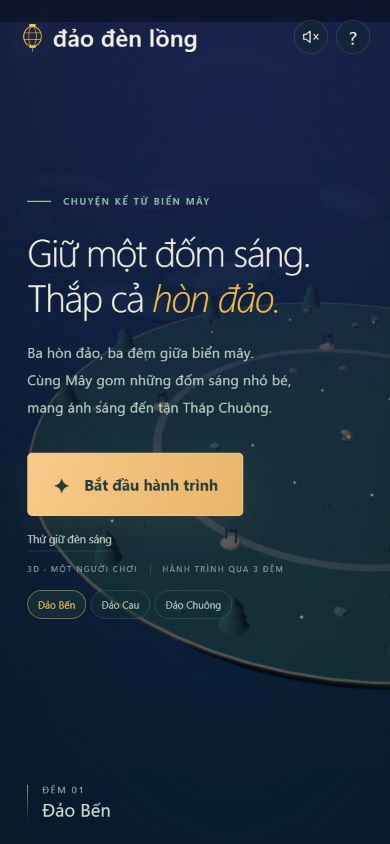 đảo đèn lồng
?
CHUYỆN KỂ TỪ BIỂN MÂY
Giữ một đốm sáng.
Thắp cả hòn đảo.
Ba hòn đảo, ba đêm giữa biển mây.
Cùng Mây gom những đốm sáng nhỏ bé,
mang ánh sáng đến tận Tháp Chuông.
Bắt đầu hành trình
Thử giữ đèn sáng
3D · MỘT NGƯỜI CHƠI HÀNH TRÌNH QUA 3 ĐÊM
Đảo Bến Đảo Cau Đảo Chuông
ĐÊM 01
Đảo Bến